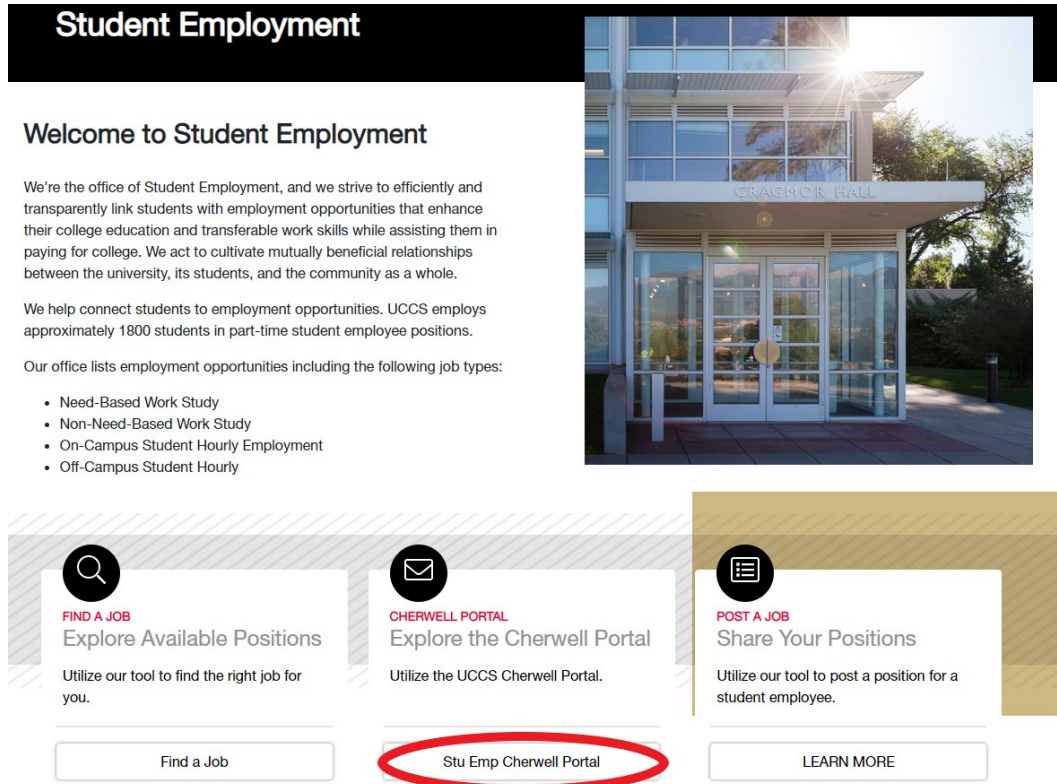 Student Employment
Welcome to Student Employment
We're the office of Student Employment, and we strive to efficiently and
transparently link students with employment opportunities that enhance
their college education and transferable work skills while assisting them in
paying for college. We act to cultivate mutually beneficial relationships
between the university, its students, and the community as a whole.
We help connect students to employment opportunities. UCCS employs
approximately 1800 students in part-time student employee positions.
Our office lists employment opportunities including the following job types:
• Need-Based Work Study
• Non-Need-Based Work Study
• On-Campus Student Hourly Employment
• Off-Campus Student Hourly
CRAGMOR HALL
FIND A JOB
Explore Available Positions
Utilize our tool to find the right job for
you.
Find a Job
CHERWELL PORTAL
Explore the Cherwell Portal
Utilize the UCCS Cherwell Portal.
Stu Emp Cherwell Portal
POST A JOB
Share Your Positions
Utilize our tool to post a position for a
student employee.
LEARN MORE